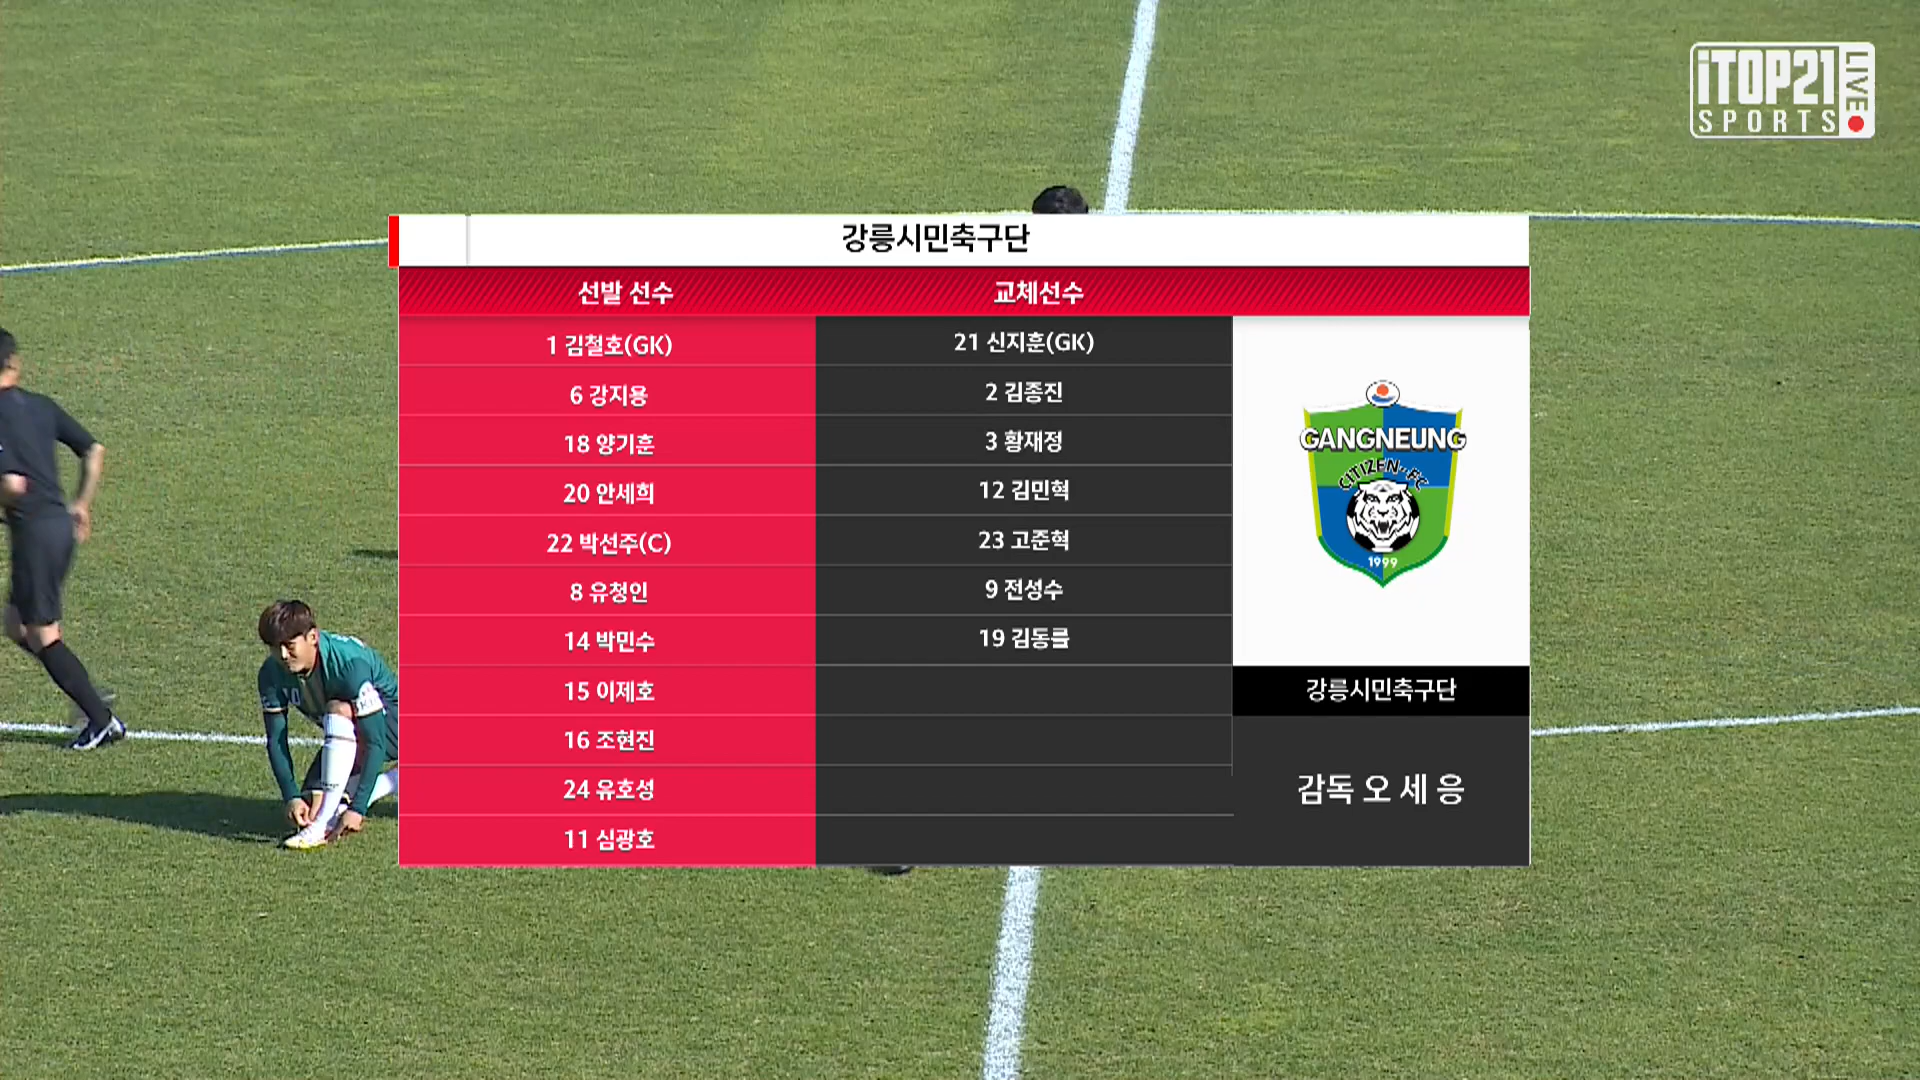 iTOP21
SPORTS
LIVE
강릉시민축구단
선발 선수
교체선수
1 김철호(GK)
6 강지용
18 양기훈
20 안세희
22 박선주(C)
8 유청인
14 박민수
15 이제호
16 조현진
24 유호성
11 심광호
21 신지훈(GK)
2 김종진
3 황재정
12 김민혁
23 고준혁
9 전성수
19 김동률
GANGNEUNG
CITIZEN-FC
1999
강릉시민축구단
감독 오 세 응